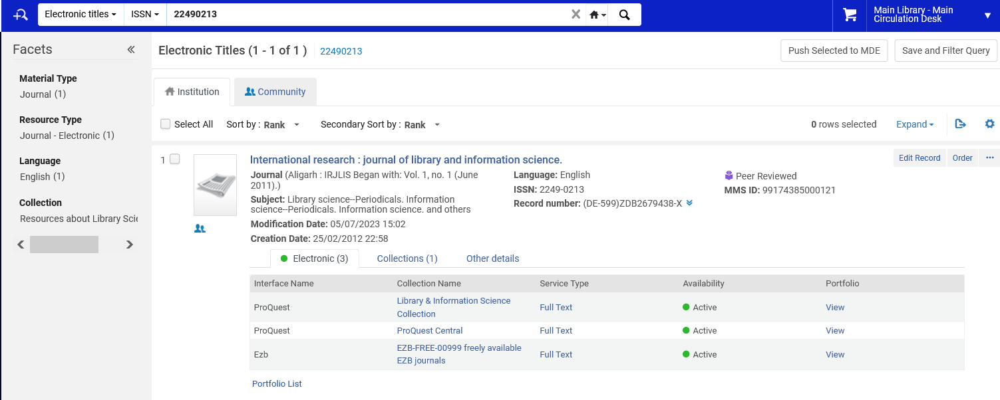 Electronic titles ISSN 22490213
Main Library - Main
Circulation Desk
Facets
Electronic Titles (1 - 1 of 1 ) 22490213
Push Selected to MDE Save and Filter Query
Material Type
Journal (1)
Resource Type
Journal - Electronic (1)
Language
English (1)
Collection
Resources about Library Scie
Institution Community
Select All Sort by : Rank Secondary Sort by : Rank 0 rows selected Expand
1 International research : journal of library and information science. Edit Record Order ...
Journal (Aligarh : IRJLIS Began with: Vol. 1, no. 1 (June
2011).)
Subject: Library science--Periodicals. Information
science--Periodicals. Information science. and others
Modification Date: 05/07/2023 15:02
Creation Date: 25/02/2012 22:58
Language: English
ISSN: 2249-0213
Record number: (DE-599)ZDB2679438-X
Peer Reviewed
MMS ID: 99174385000121
Electronic (3) Collections (1) Other details
Interface Name Collection Name Service Type Availability Portfolio
ProQuest Library & Information Science
Collection Full Text Active View
ProQuest ProQuest Central Full Text Active View
Ezb EZB-FREE-00999 freely available
EZB journals Full Text Active View
Portfolio List